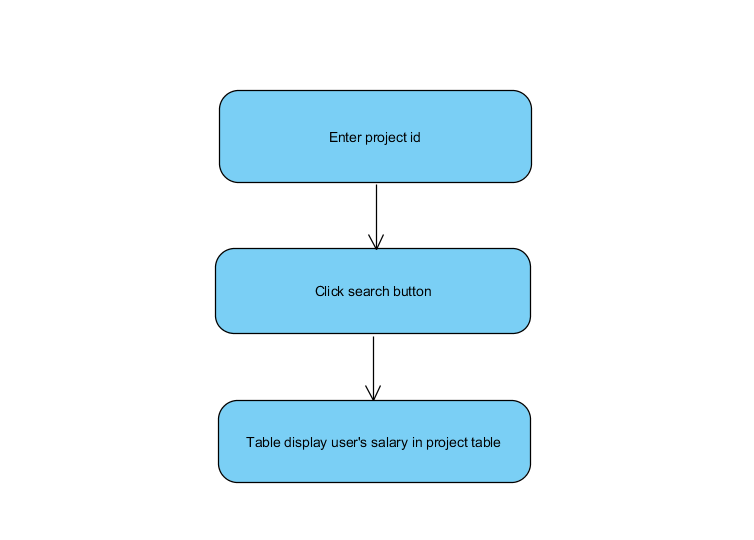 Enter project id
Click search button
Table display user's salary in project table